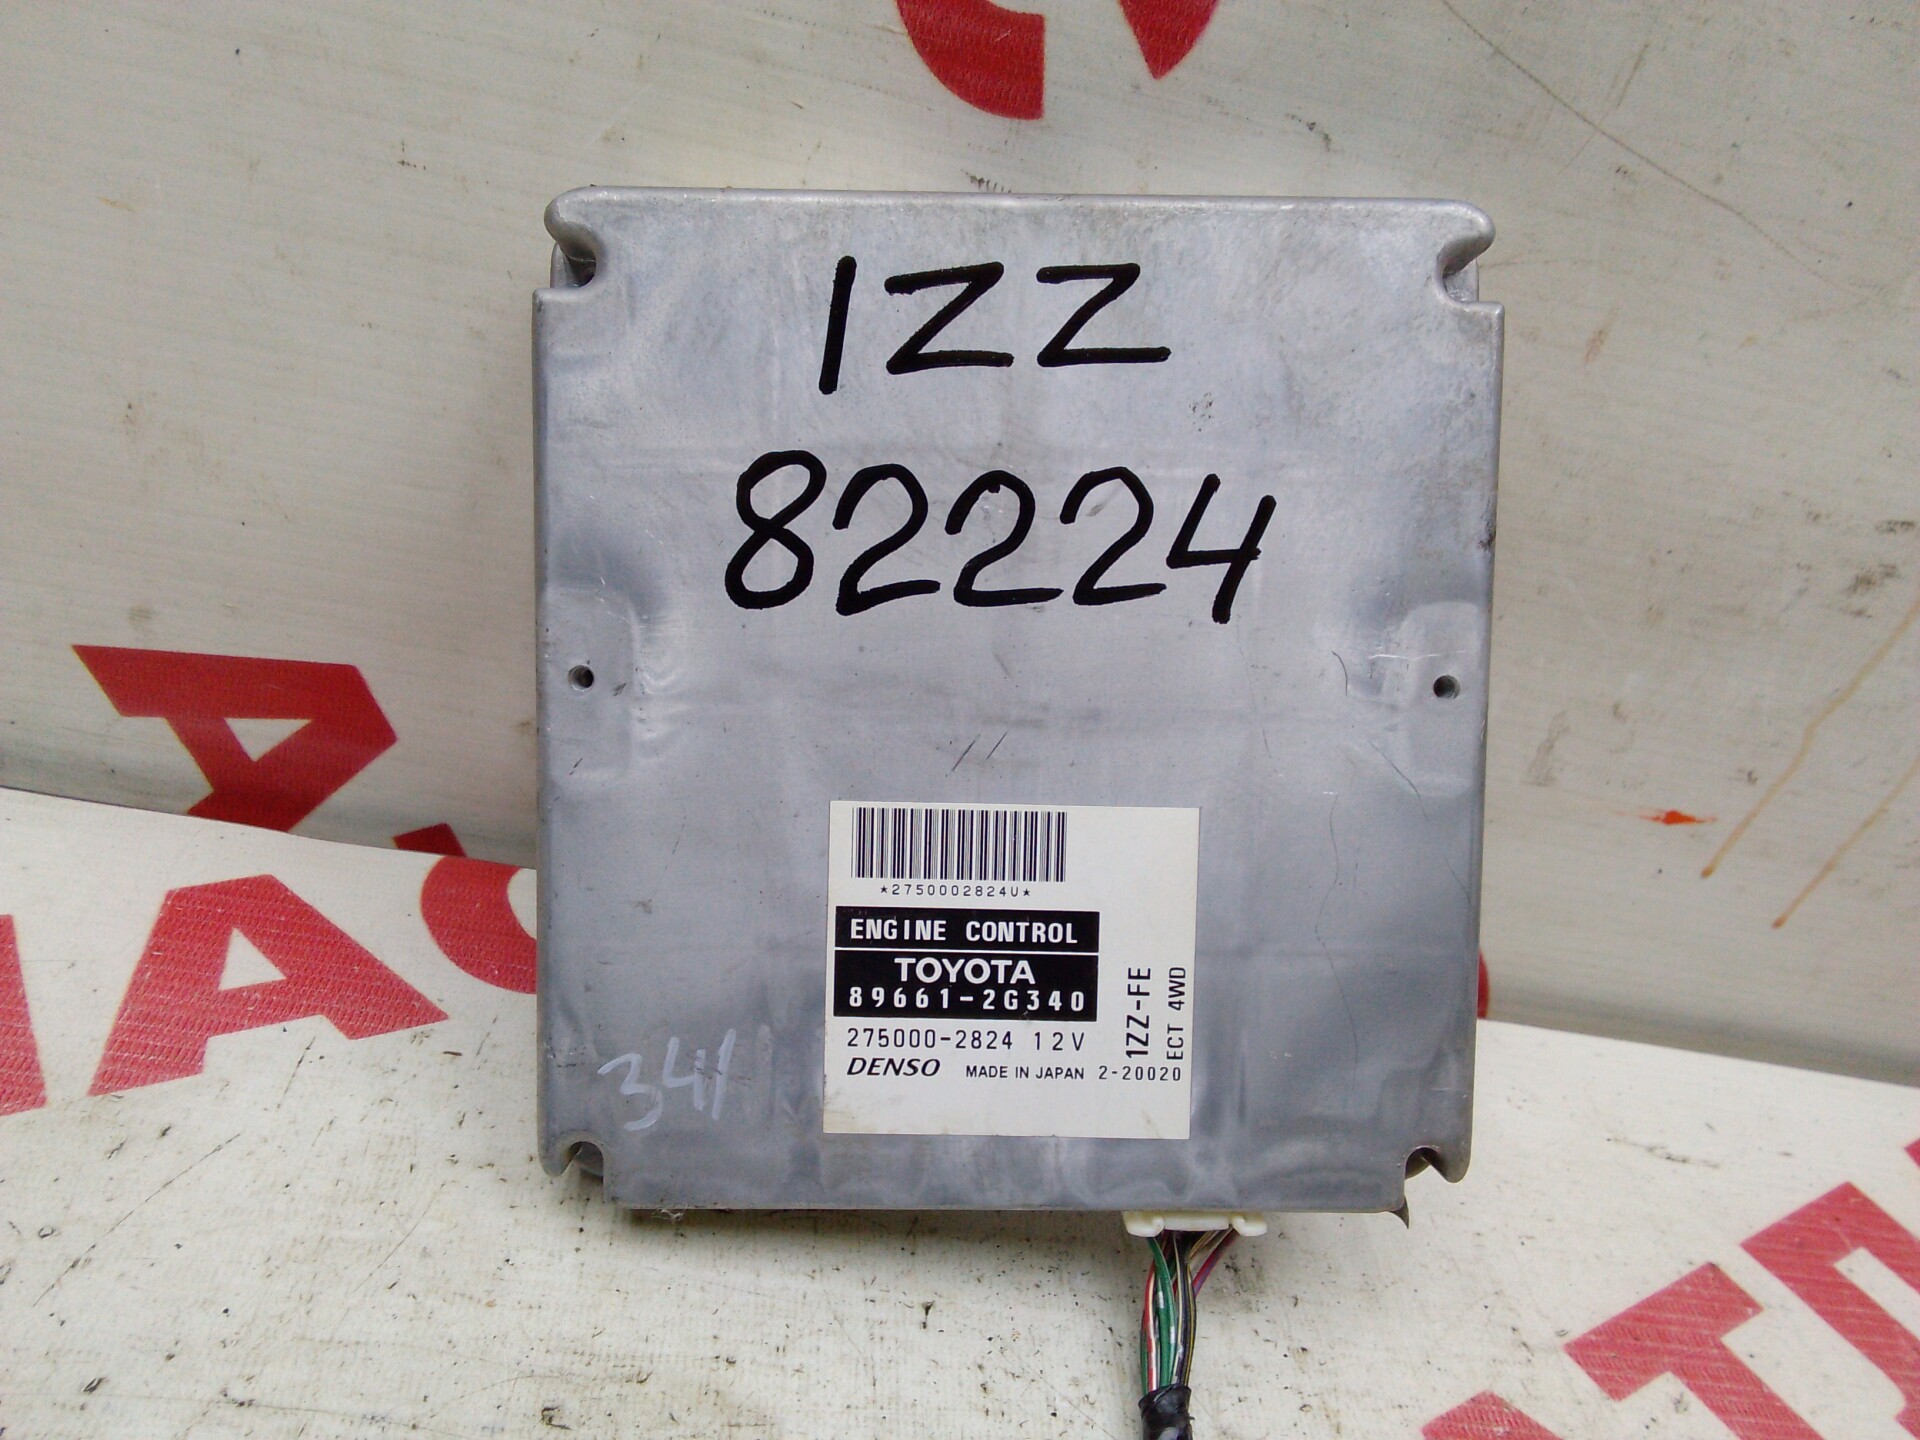 1ZZ
82224
*2750002824U*
ENGINE CONTROL
TOYOTA
89661-2G340
275000-2824 12V
DENSO MADE IN JAPAN 2-20020
1ZZ-FE
ECT 4WD
341